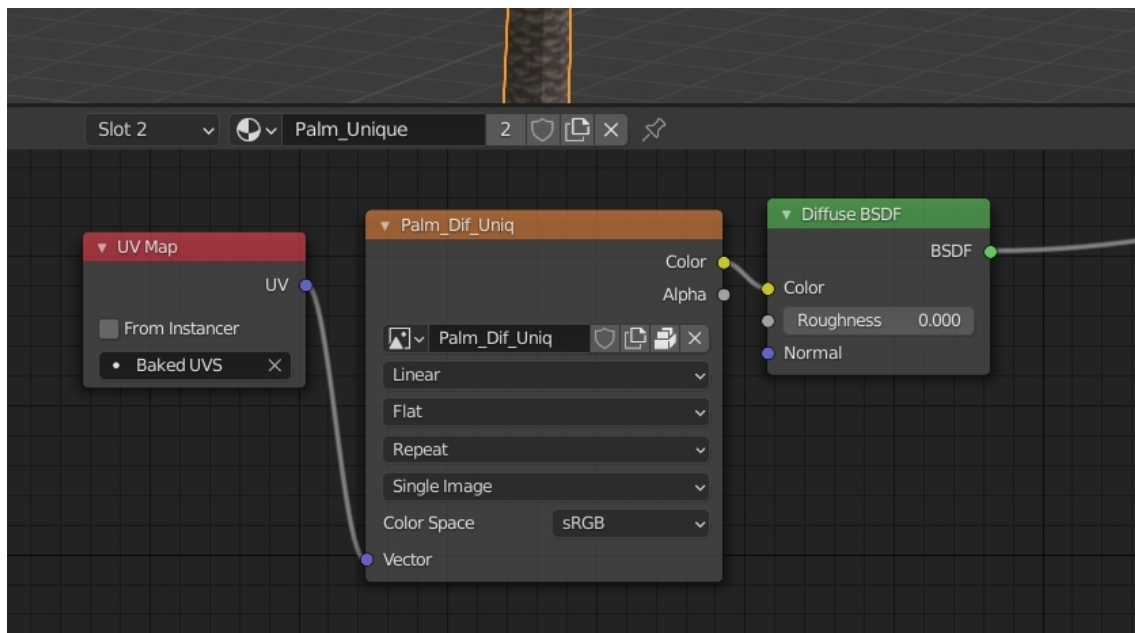 Slot 2
Palm_Unique
2
UV Map
UV
From Instancer
Baked UVS
Palm_Dif_Uniq
Color
Alpha
Palm_Dif_Uniq
Linear
Flat
Repeat
Single Image
Color Space sRGB
Vector
Diffuse BSDF
BSDF
Color
Roughness 0.000
Normal